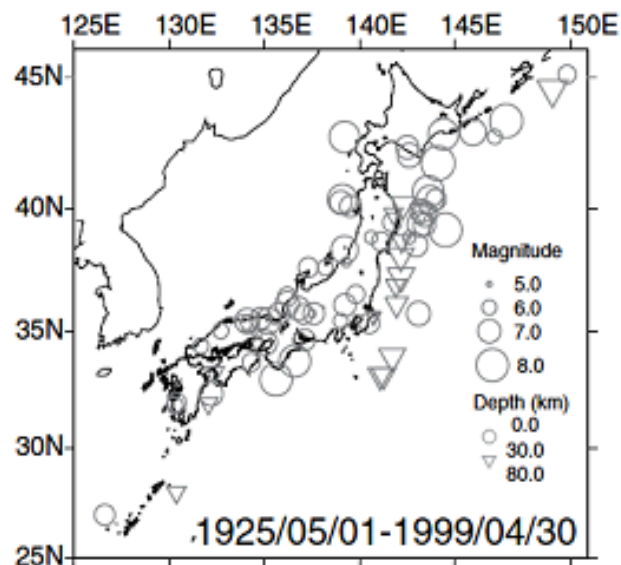 125E 130E 135E 140E 145E 150E
45N
40N
Magnitude
5.0
6.0
35N
7.0
8.0
Depth (km)
0.0
30.0
30N
80.0
1925/05/01-1999/04/30
25N